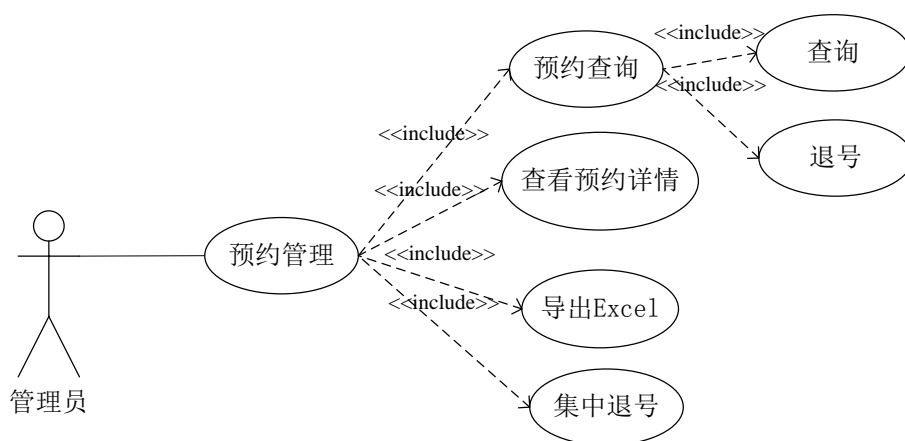 <<include>>
查询
预约查询
<<include>>
<<include>>
退号
查看预约详情
<<include>>
预约管理
<<include>>
<<include>>
导出Excel
管理员
集中退号